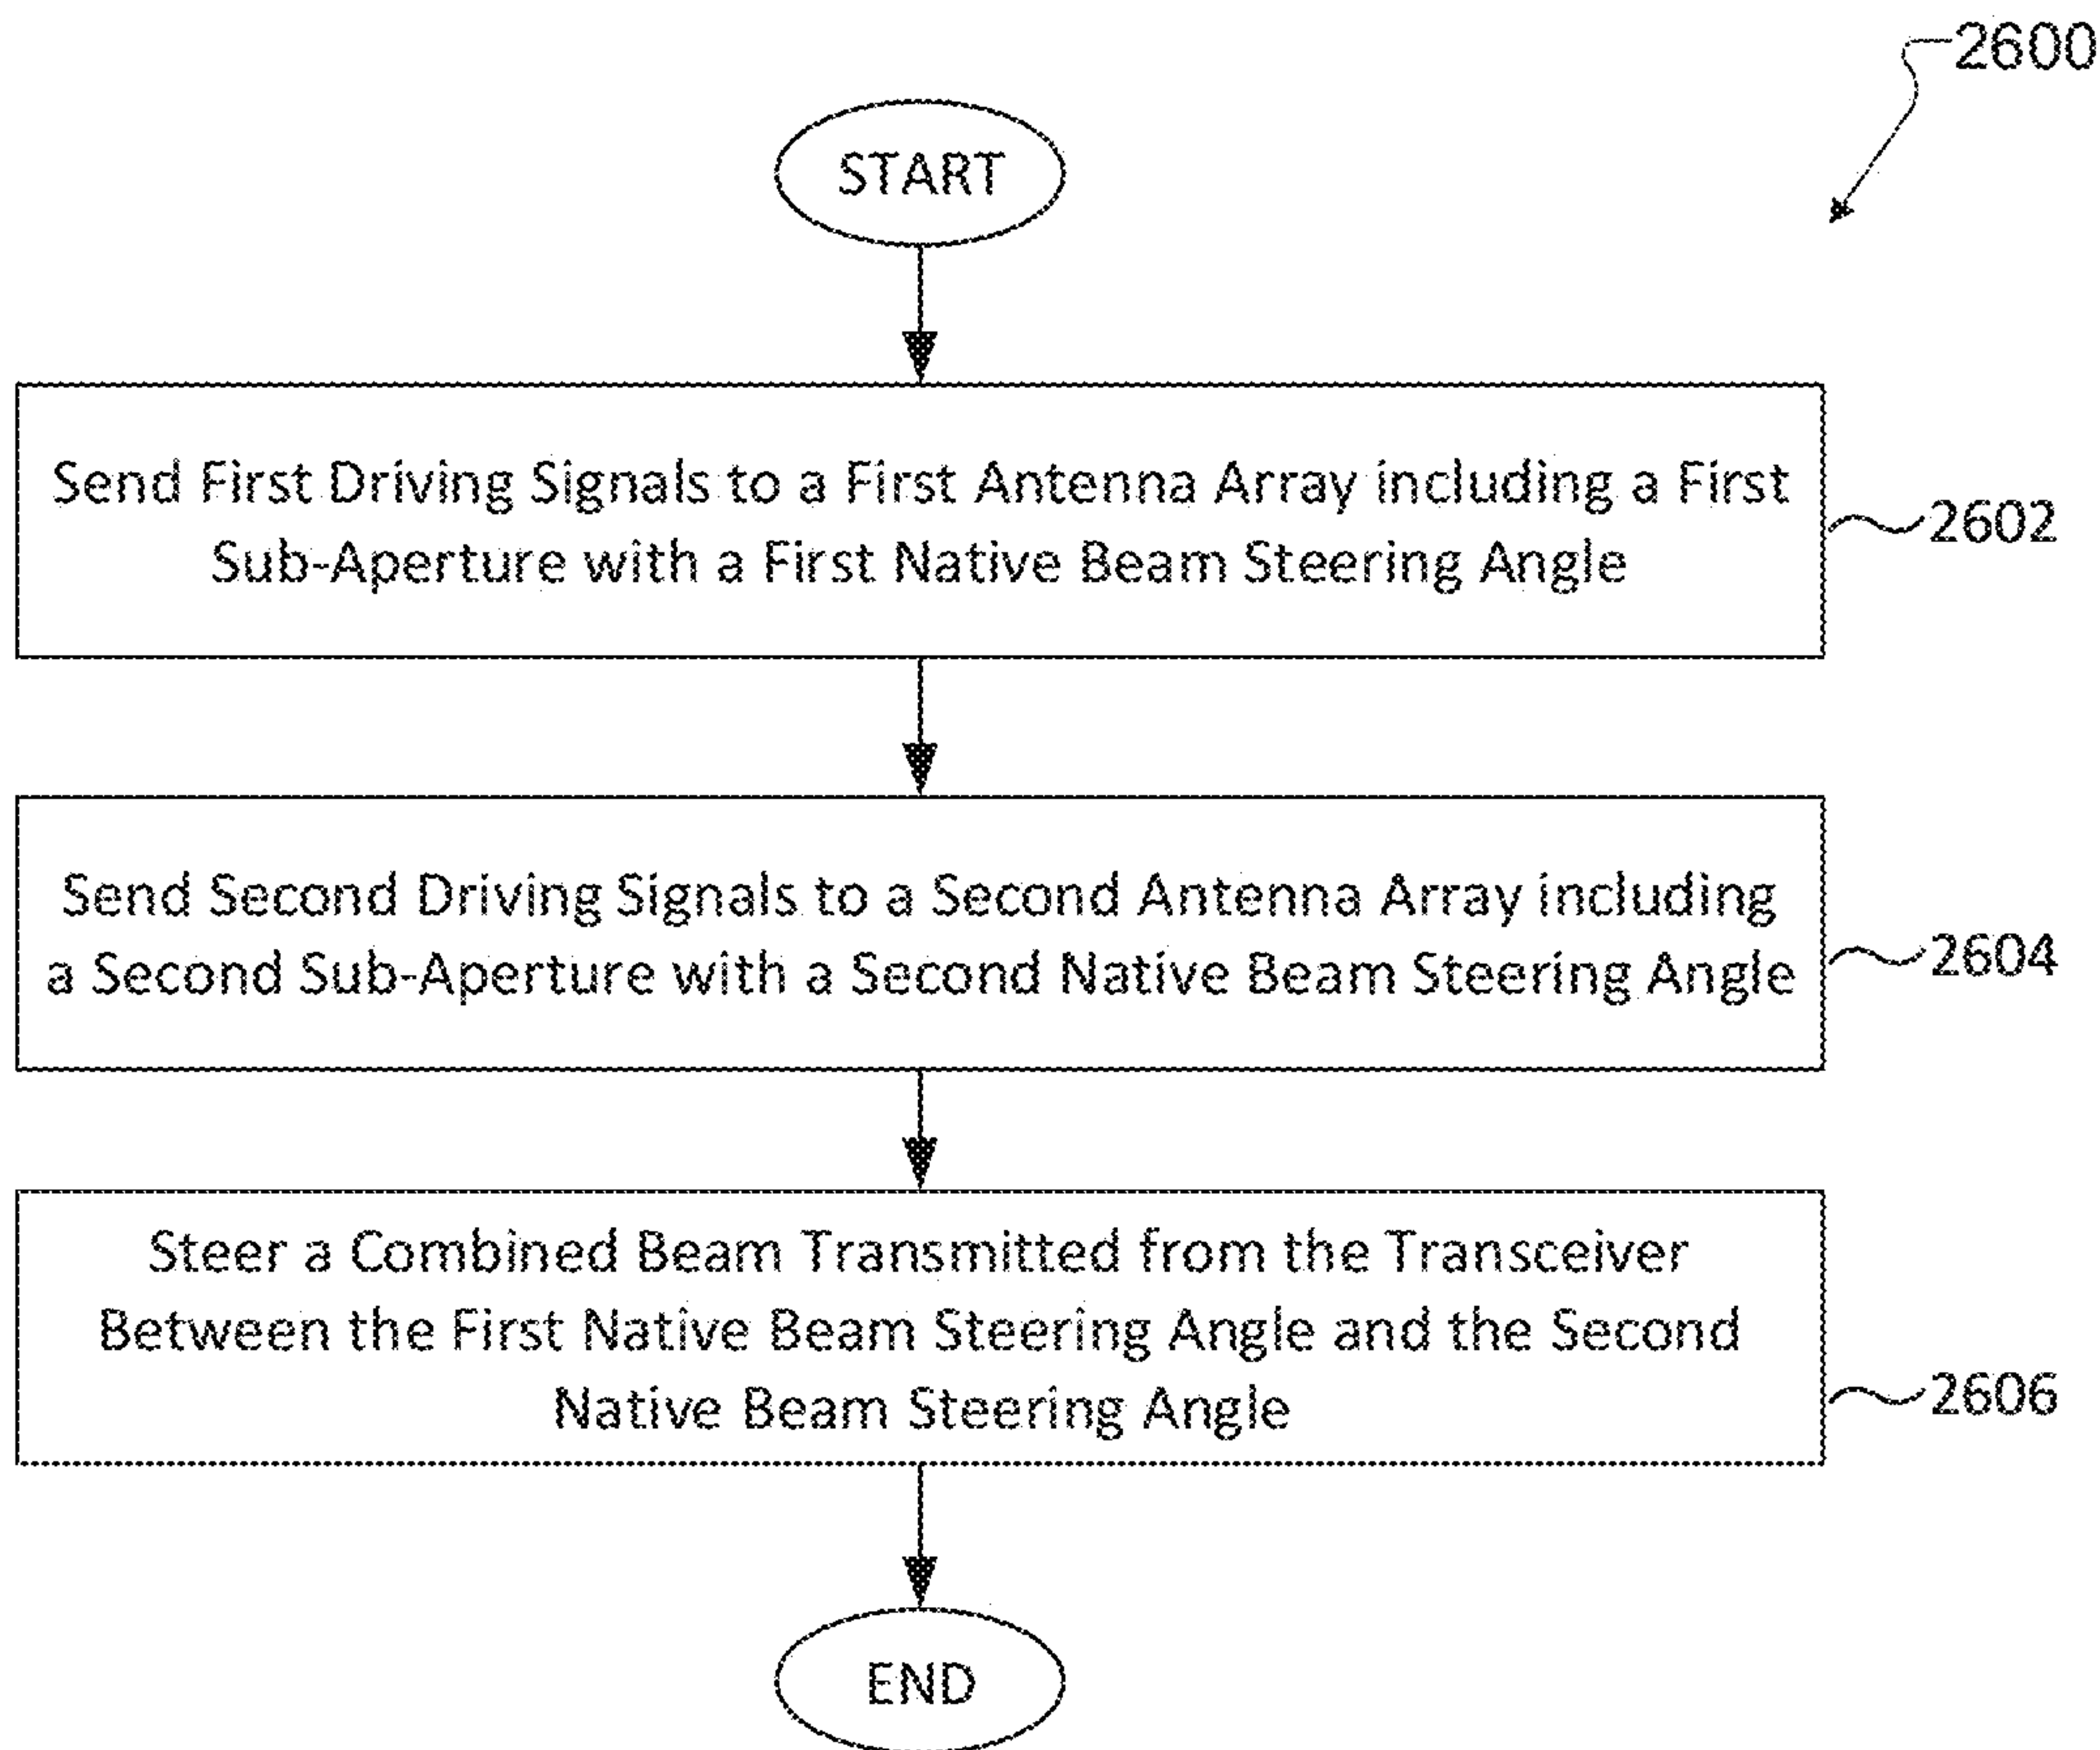 2600
START
Send First Driving Signals to a First Antenna Array including a First
Sub-Aperture with a First Native Beam Steering Angle
2602
Send Second Driving Signals to a Second Antenna Array including
a Second Sub-Aperture with a Second Native Beam Steering Angle
2604
Steer a Combined Beam Transmitted from the Transceiver
Between the First Native Beam Steering Angle and the Second
Native Beam Steering Angle
2606
END